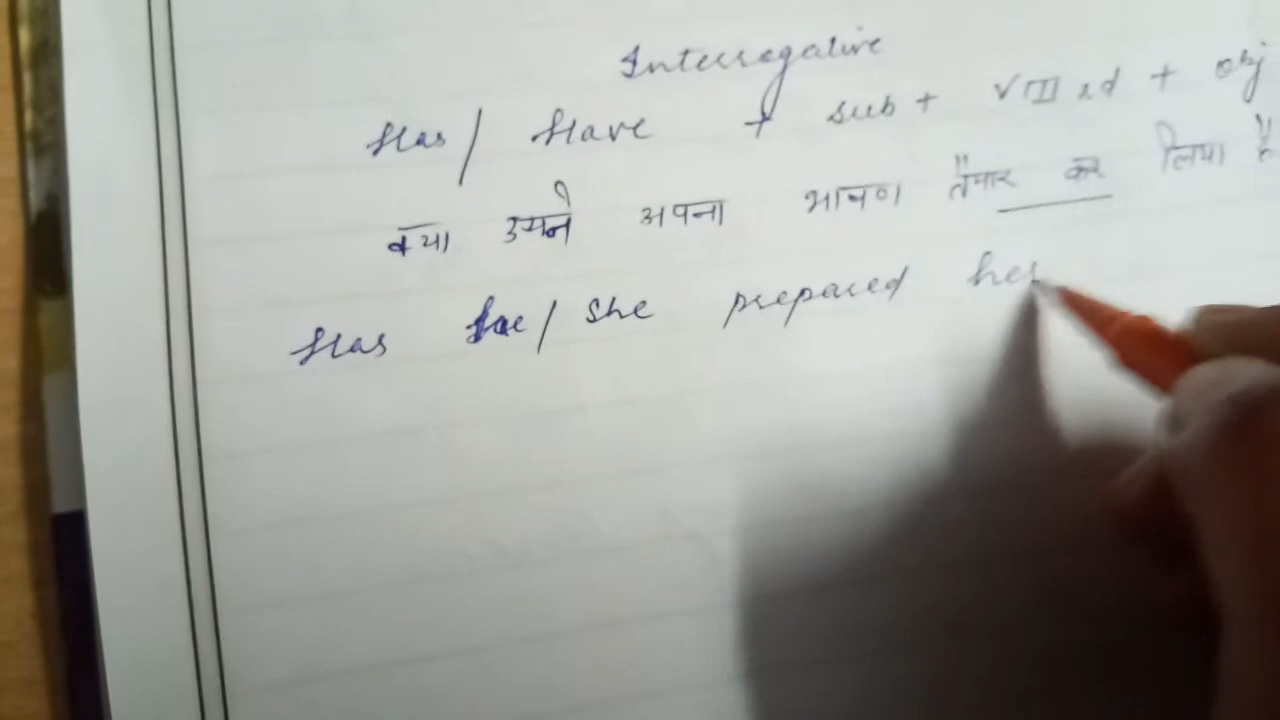 Interrogative
Has / Have + sub + V III rd + obj
क्या उसने अपना भाषण तैयार कर लिया है
Has he / She prepared her